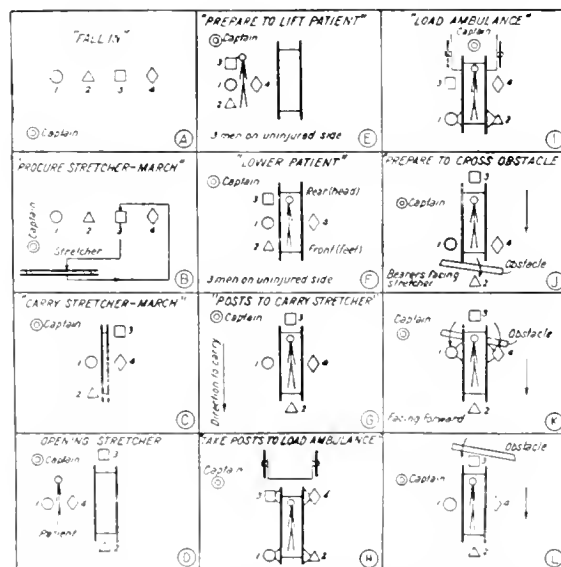 "FALL IN"
1 2 3 4
Captain
A
"PROCURE STRETCHER-MARCH"
Captain
1 2 3 4
Stretcher
B
"CARRY STRETCHER-MARCH"
Captain
3
1 4
2
C
OPENING STRETCHER
Captain
3
1 4
Patient
2
D
"PREPARE TO LIFT PATIENT"
Captain
3
1 4
2
3 men on uninjured side
E
"LOWER PATIENT"
Captain
Rear (head)
3
1 4
2
Front (feet)
3 men on uninjured side
F
"POSTS TO CARRY STRETCHER"
Captain
3
1 4
Direction to carry
2
G
"TAKE POSTS TO LOAD AMBULANCE"
Captain
3 4
1 2
H
"LOAD AMBULANCE"
Captain
3 4
1 2
I
"PREPARE TO CROSS OBSTACLE"
3
Captain
1 4
Obstacle
Bearers facing
stretcher
2
J
Captain
3
Obstacle
1 4
Facing forward
2
K
Obstacle
3
Captain
1 4
2
L